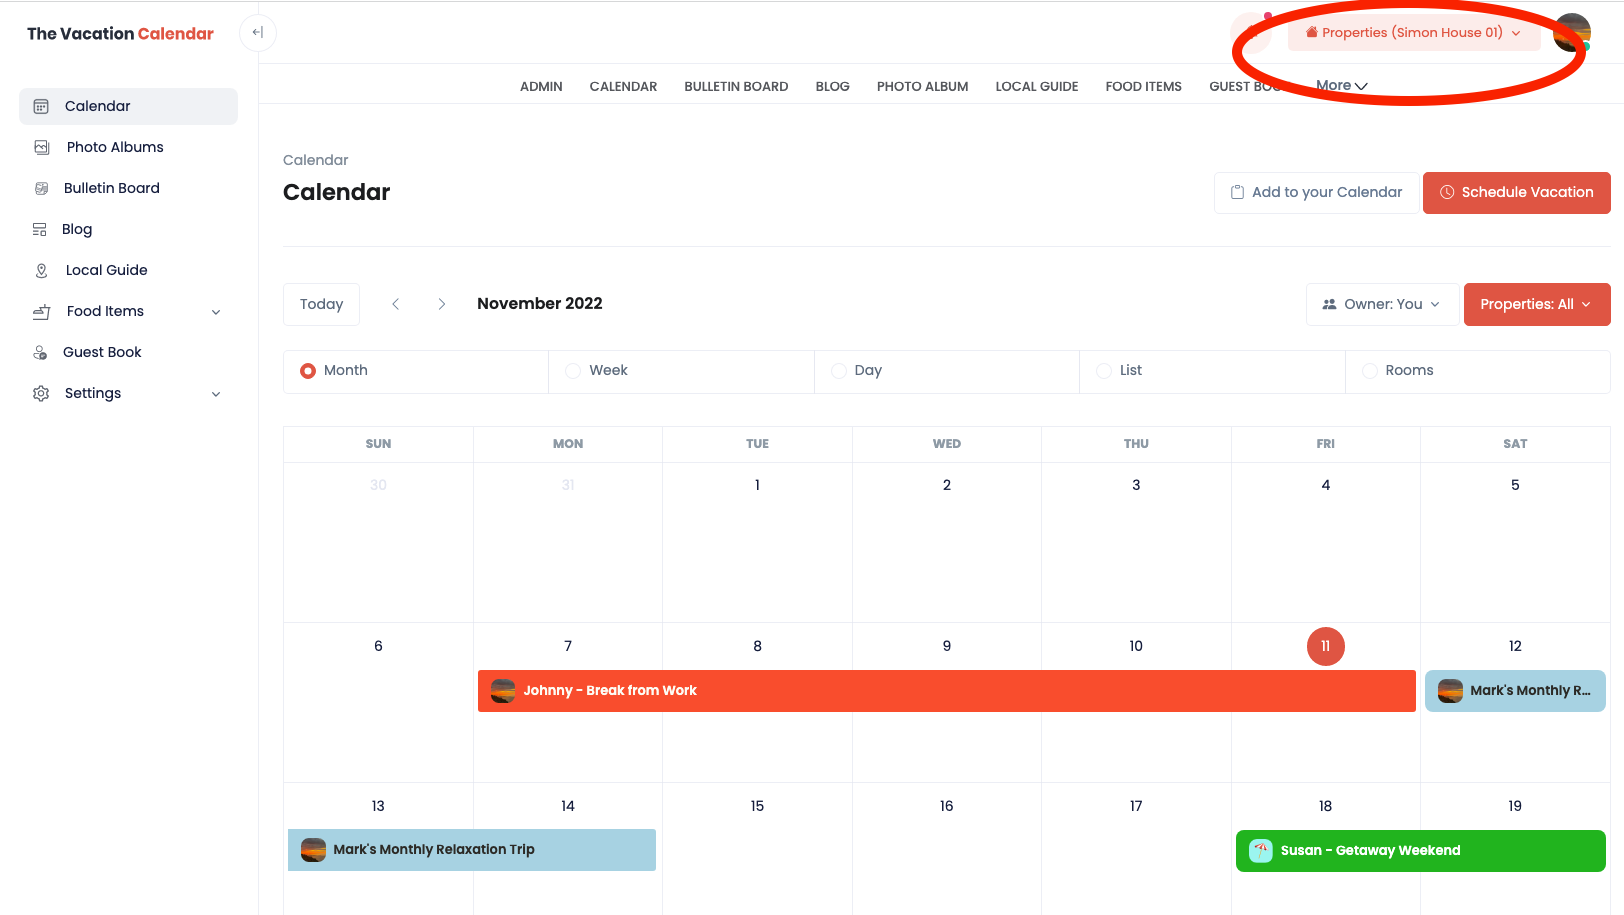 The Vacation Calendar
Properties (Simon House 01)
ADMIN CALENDAR BULLETIN BOARD BLOG PHOTO ALBUM LOCAL GUIDE FOOD ITEMS GUEST More
Calendar
Photo Albums
Bulletin Board
Blog
Local Guide
Food Items
Guest Book
Settings
Calendar
Calendar
Add to your Calendar
Schedule Vacation
Today
November 2022
Owner: You
Properties: All
Month Week Day List Rooms
SUN MON TUE WED THU FRI SAT
30 31 1 2 3 4 5
6 7 8 9 10 11 12
Johnny - Break from Work
Mark's Monthly R...
13 14 15 16 17 18 19
Mark's Monthly Relaxation Trip
Susan - Getaway Weekend